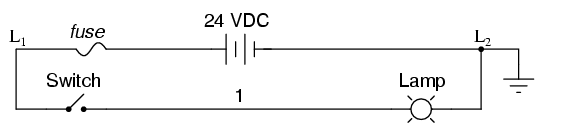 24 VDC
L1 fuse L2
Switch Lamp
1